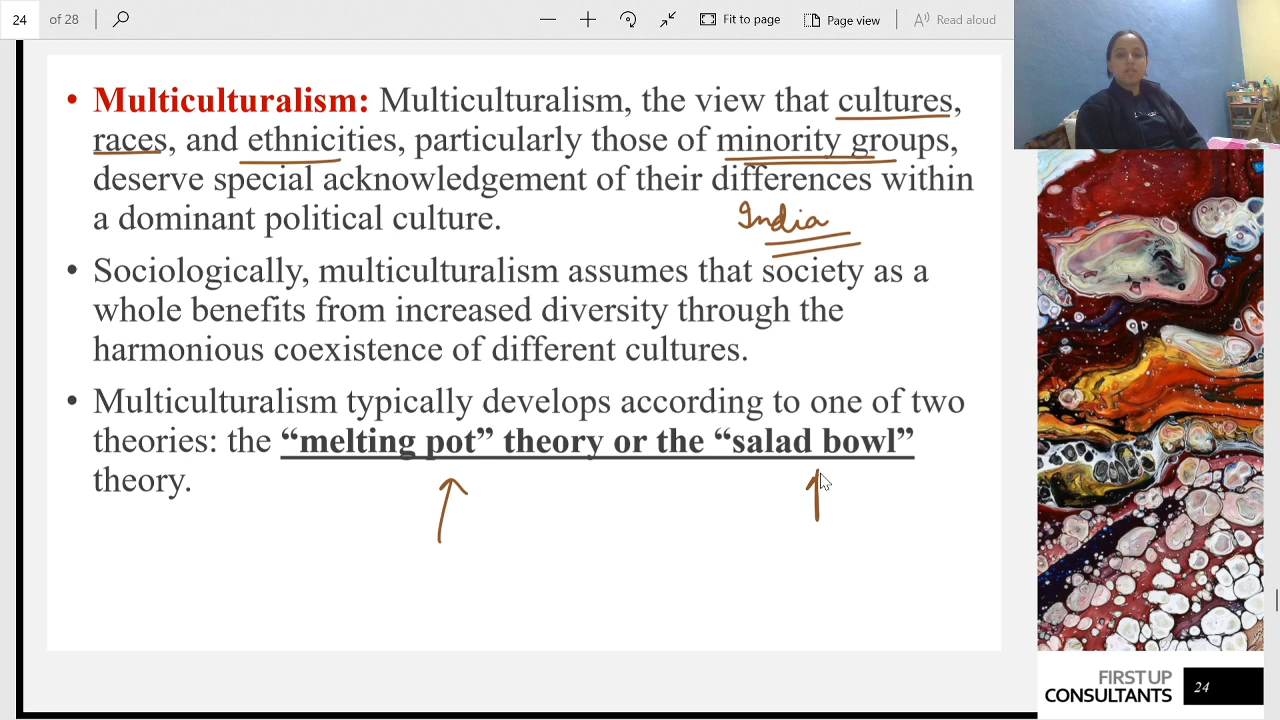 24 of 28
Fit to page
Page view
Read aloud
• Multiculturalism: Multiculturalism, the view that cultures,
races, and ethnicities, particularly those of minority groups,
deserve special acknowledgement of their differences within
a dominant political culture.
India
• Sociologically, multiculturalism assumes that society as a
whole benefits from increased diversity through the
harmonious coexistence of different cultures.
• Multiculturalism typically develops according to one of two
theories: the “melting pot” theory or the “salad bowl”
theory.
FIRST UP
CONSULTANTS
24